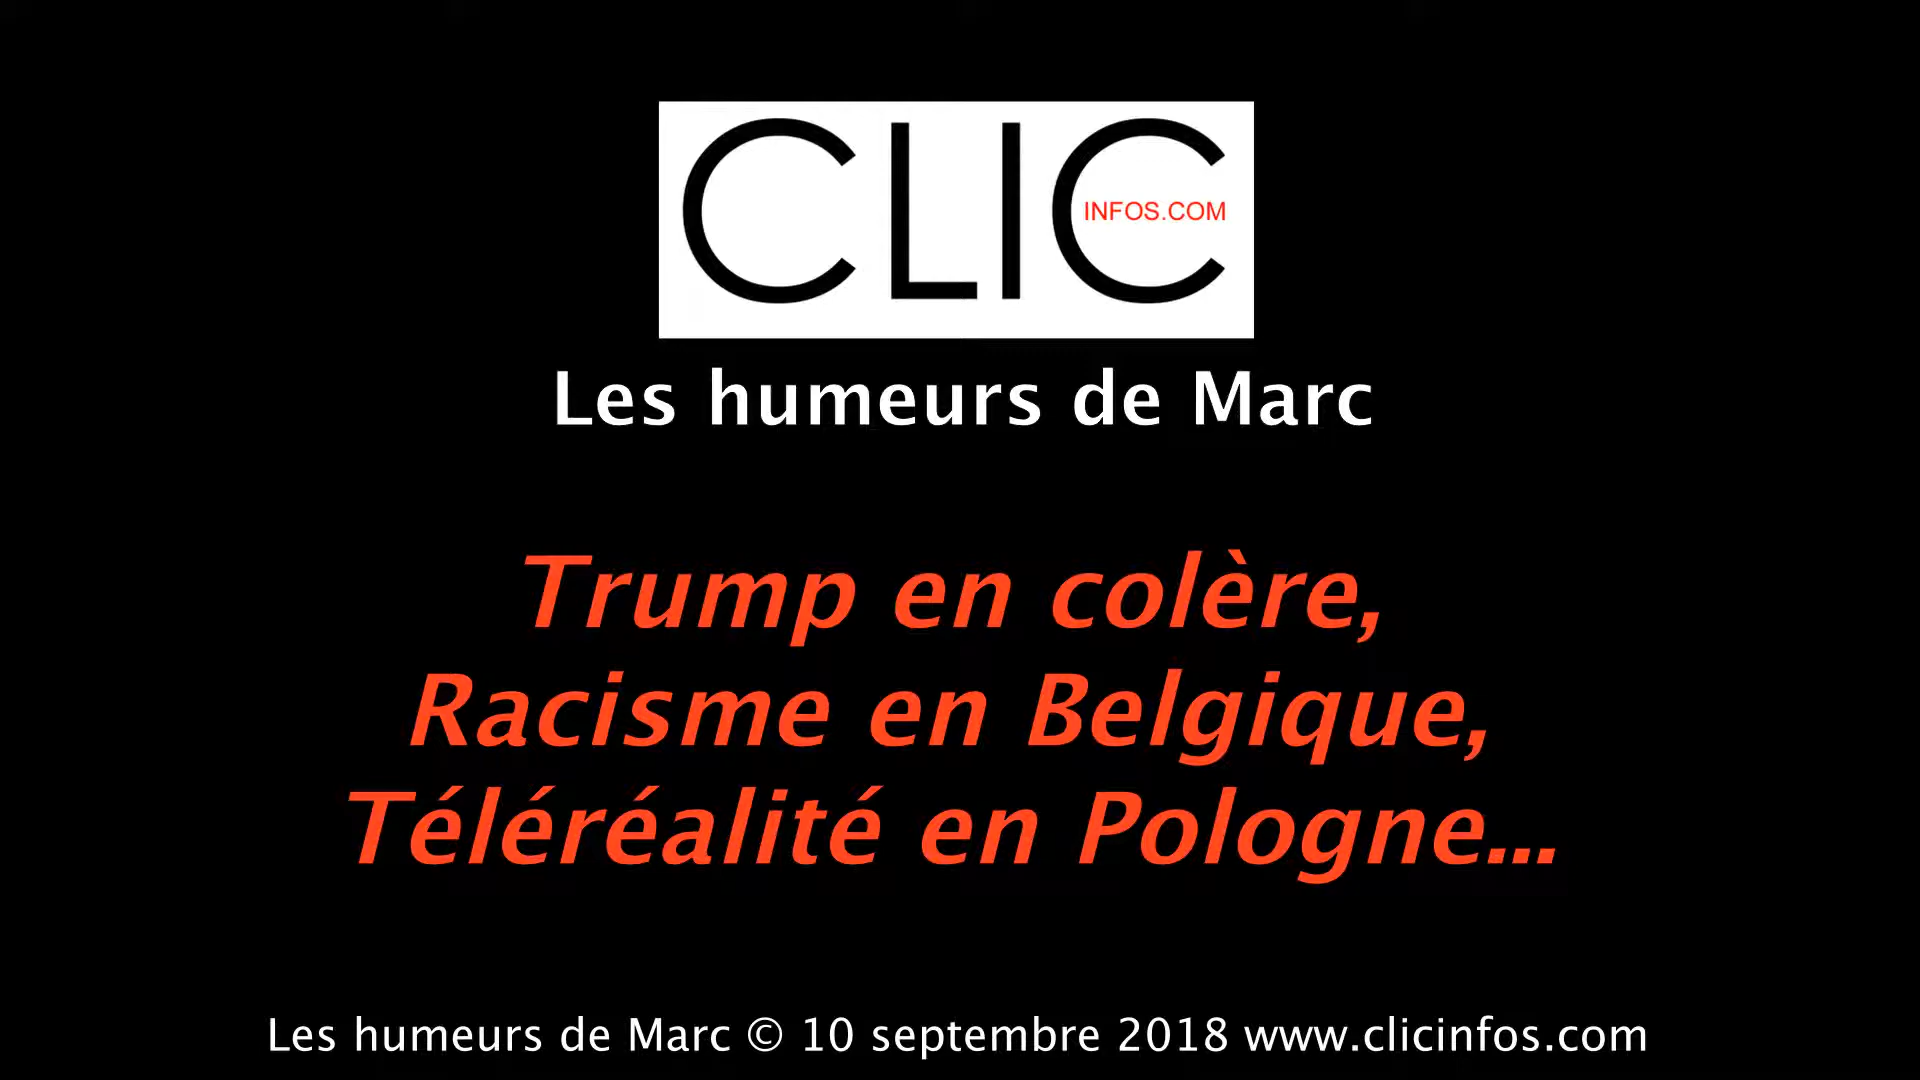 CLIC
INFOS.COM
Les humeurs de Marc
Trump en colère,
Racisme en Belgique,
Téléréalité en Pologne...
Les humeurs de Marc © 10 septembre 2018 www.clicinfos.com